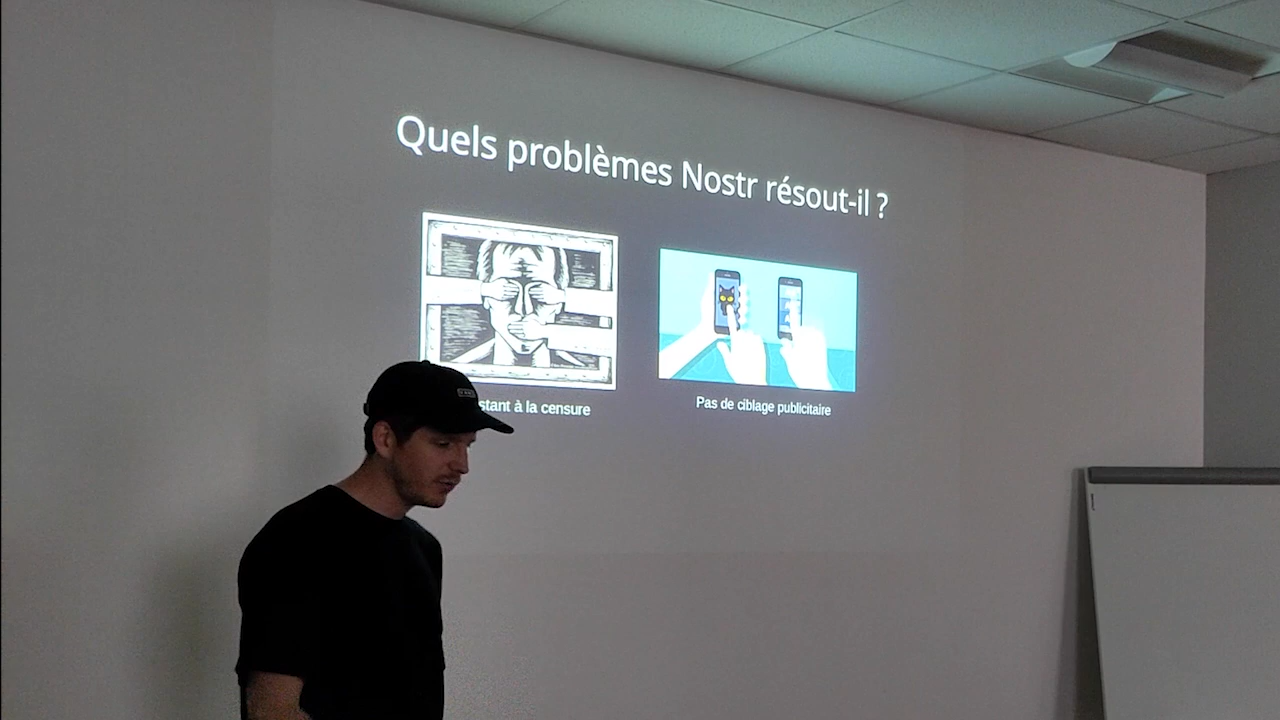 Quels problèmes Nostr résout-il ?
stant à la censure
Pas de ciblage publicitaire